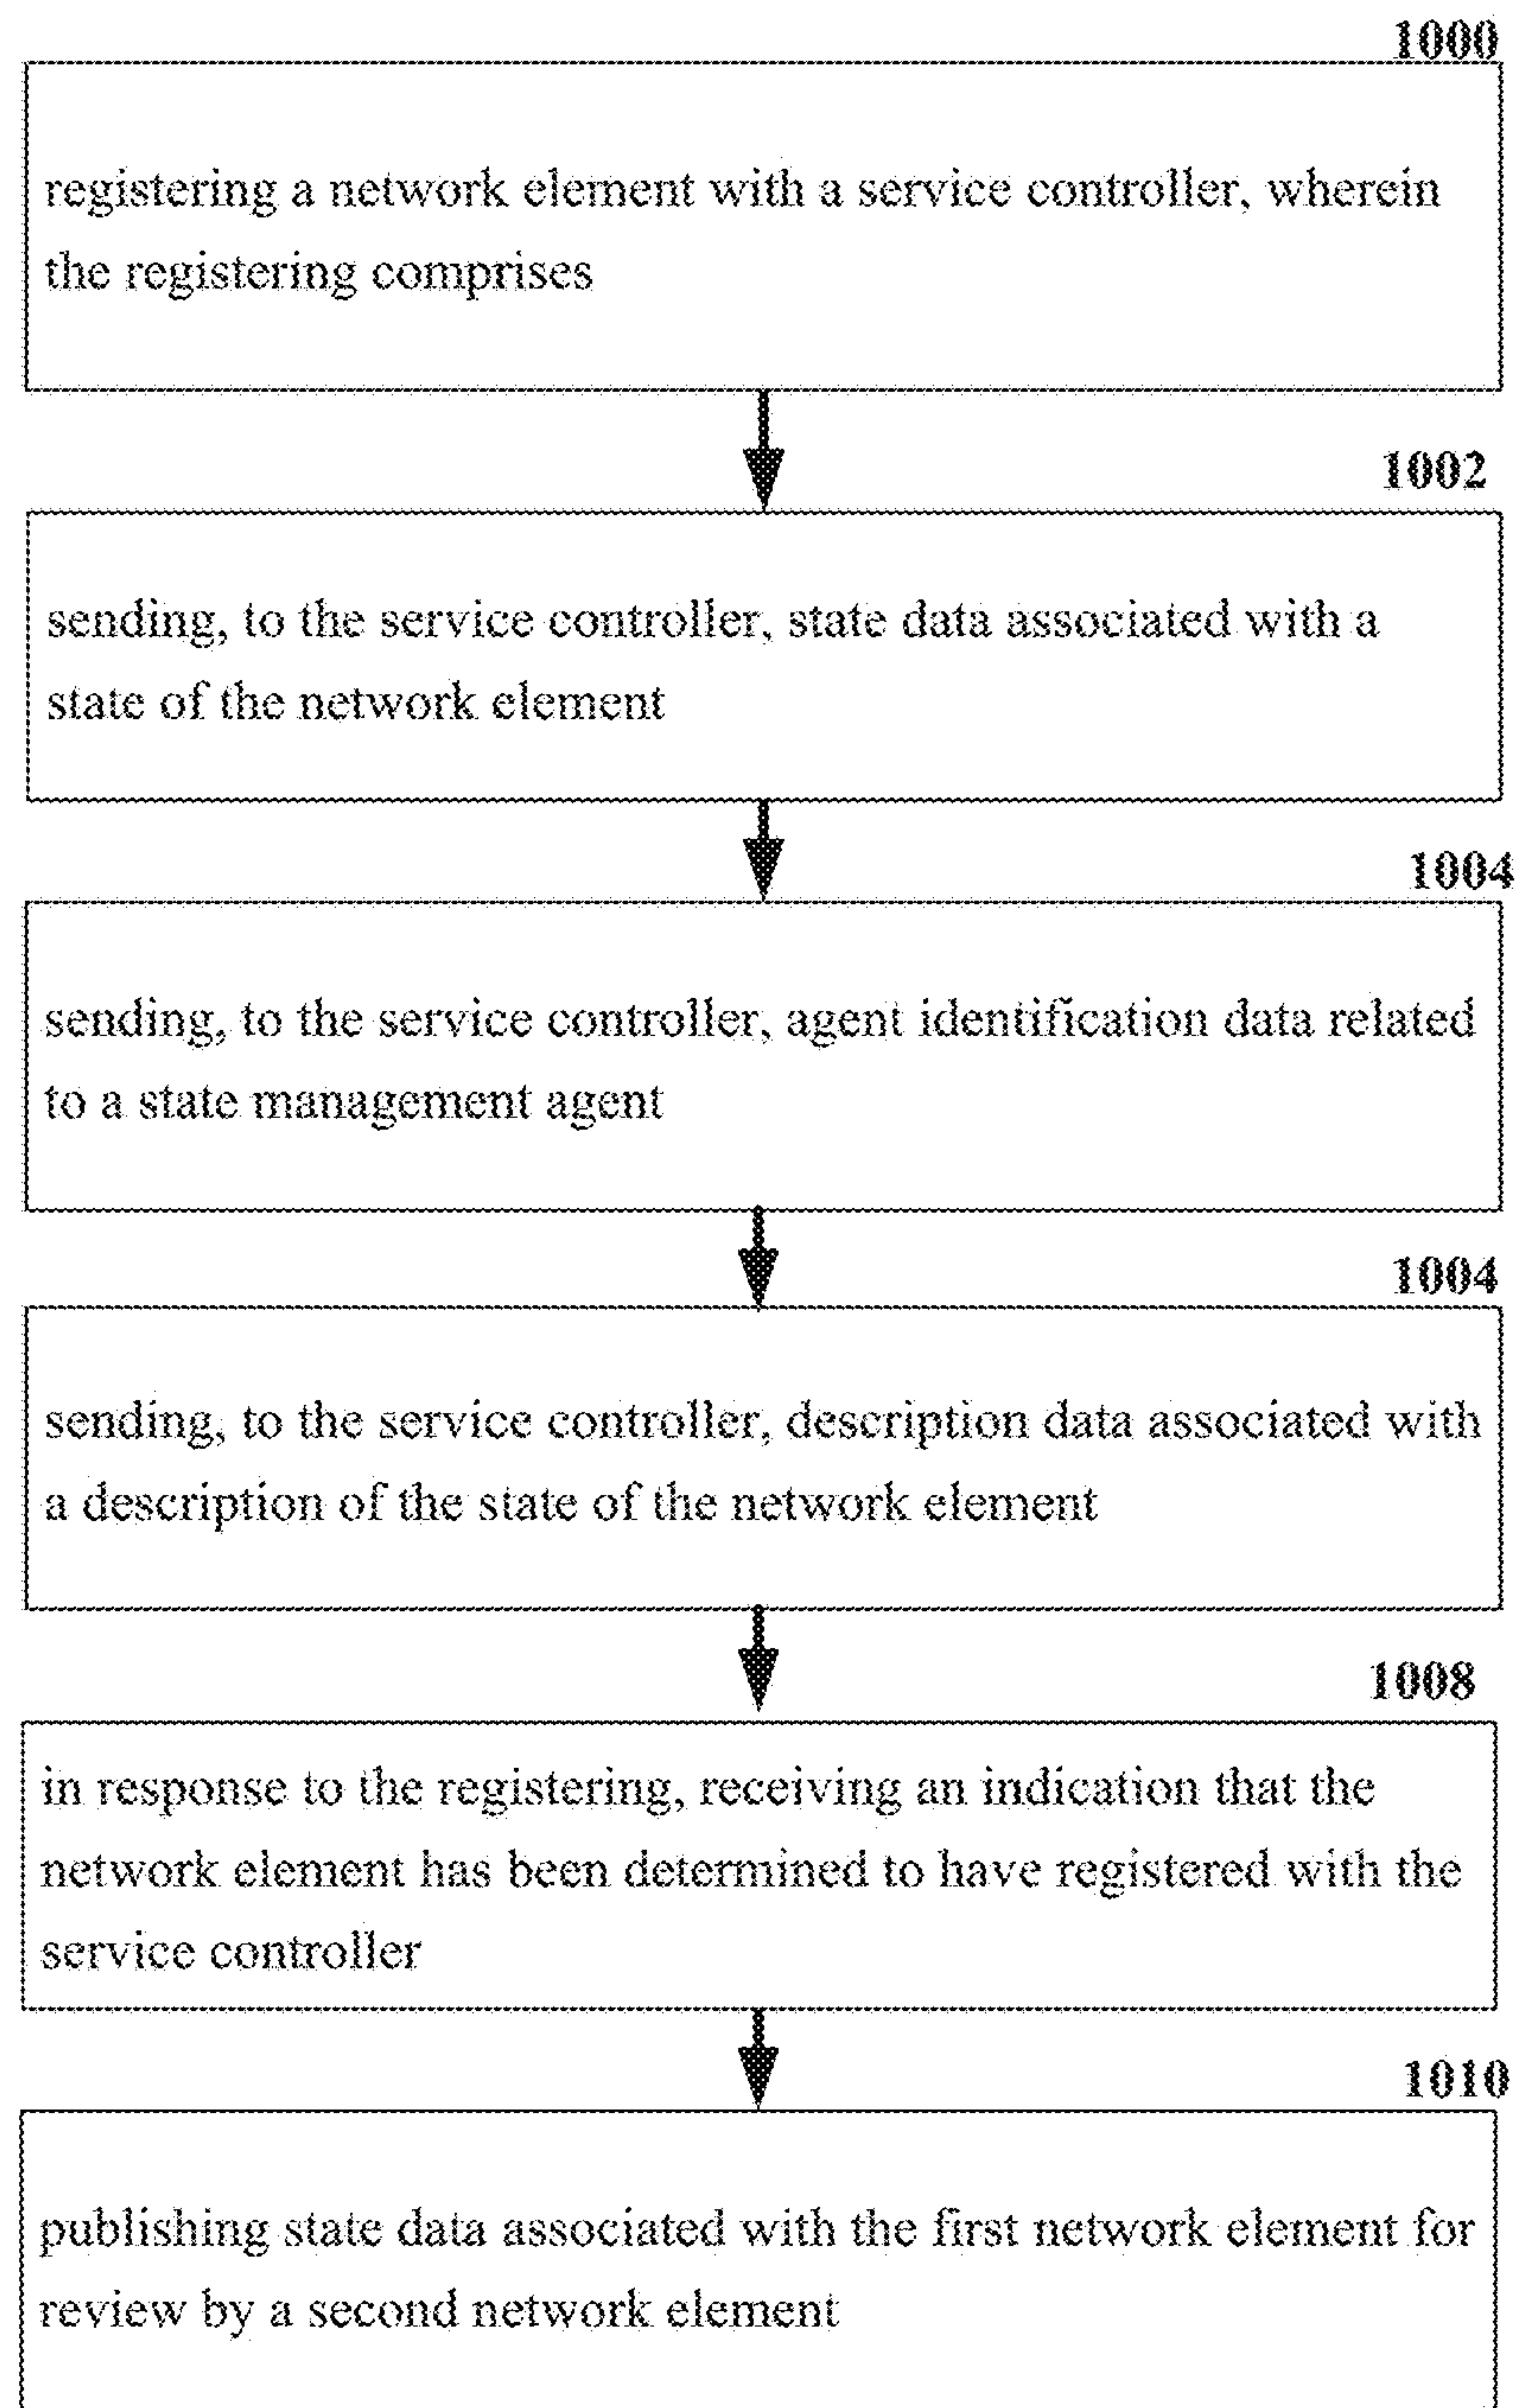 1000
registering a network element with a service controller, wherein
the registering comprises
1002
sending, to the service controller, state data associated with a
state of the network element
1004
sending, to the service controller, agent identification data related
to a state management agent
1004
sending, to the service controller, description data associated with
a description of the state of the network element
1008
in response to the registering, receiving an indication that the
network element has been determined to have registered with the
service controller
1010
publishing state data associated with the first network element for
review by a second network element